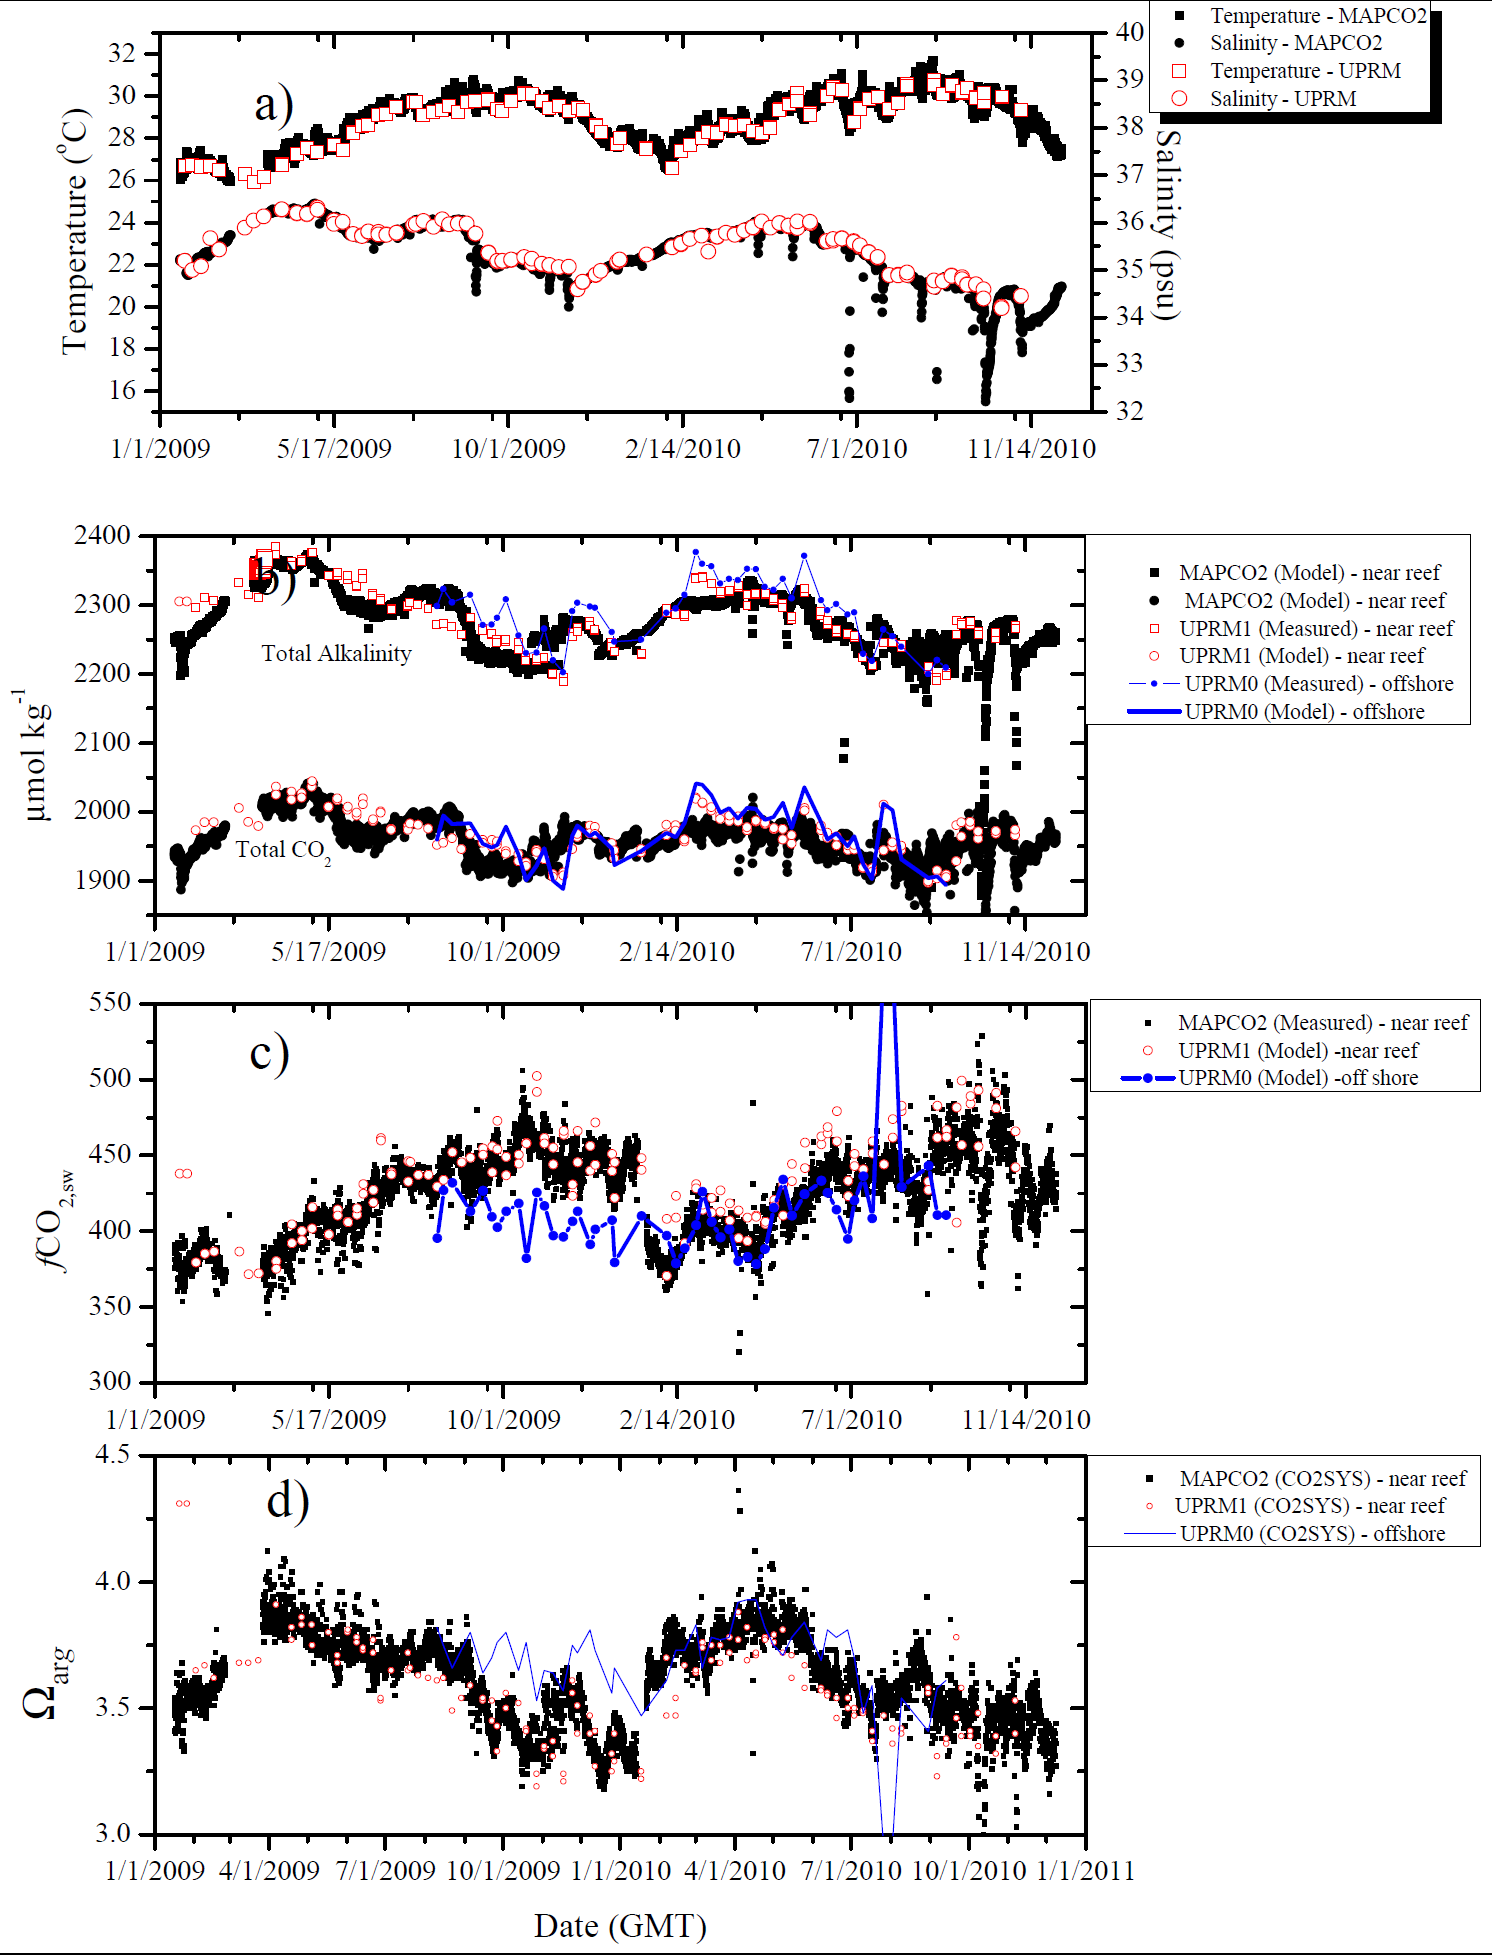 Temperature - MAPCO2
Salinity - MAPCO2
Temperature - UPRM
Salinity - UPRM
a)
32
30
28
26
24
22
20
18
16
Temperature (°C)
40
39
38
37
36
35
34
33
32
Salinity (psu)
1/1/2009 5/17/2009 10/1/2009 2/14/2010 7/1/2010 11/14/2010
b)
2400
2300
2200
2100
2000
1900
µmol kg⁻¹
Total Alkalinity
Total CO₂
MAPCO2 (Model) - near reef
MAPCO2 (Model) - near reef
UPRM1 (Measured) - near reef
UPRM1 (Model) - near reef
UPRM0 (Measured) - offshore
UPRM0 (Model) - offshore
1/1/2009 5/17/2009 10/1/2009 2/14/2010 7/1/2010 11/14/2010
c)
550
500
450
400
350
300
fCO₂,sw
MAPCO2 (Measured) - near reef
UPRM1 (Model) -near reef
UPRM0 (Model) -off shore
1/1/2009 5/17/2009 10/1/2009 2/14/2010 7/1/2010 11/14/2010
d)
4.5
4.0
3.5
3.0
Ωarg
MAPCO2 (CO2SYS) - near reef
UPRM1 (CO2SYS) - near reef
UPRM0 (CO2SYS) - offshore
1/1/2009 4/1/2009 7/1/2009 10/1/2009 1/1/2010 4/1/2010 7/1/2010 10/1/2010 1/1/2011
Date (GMT)